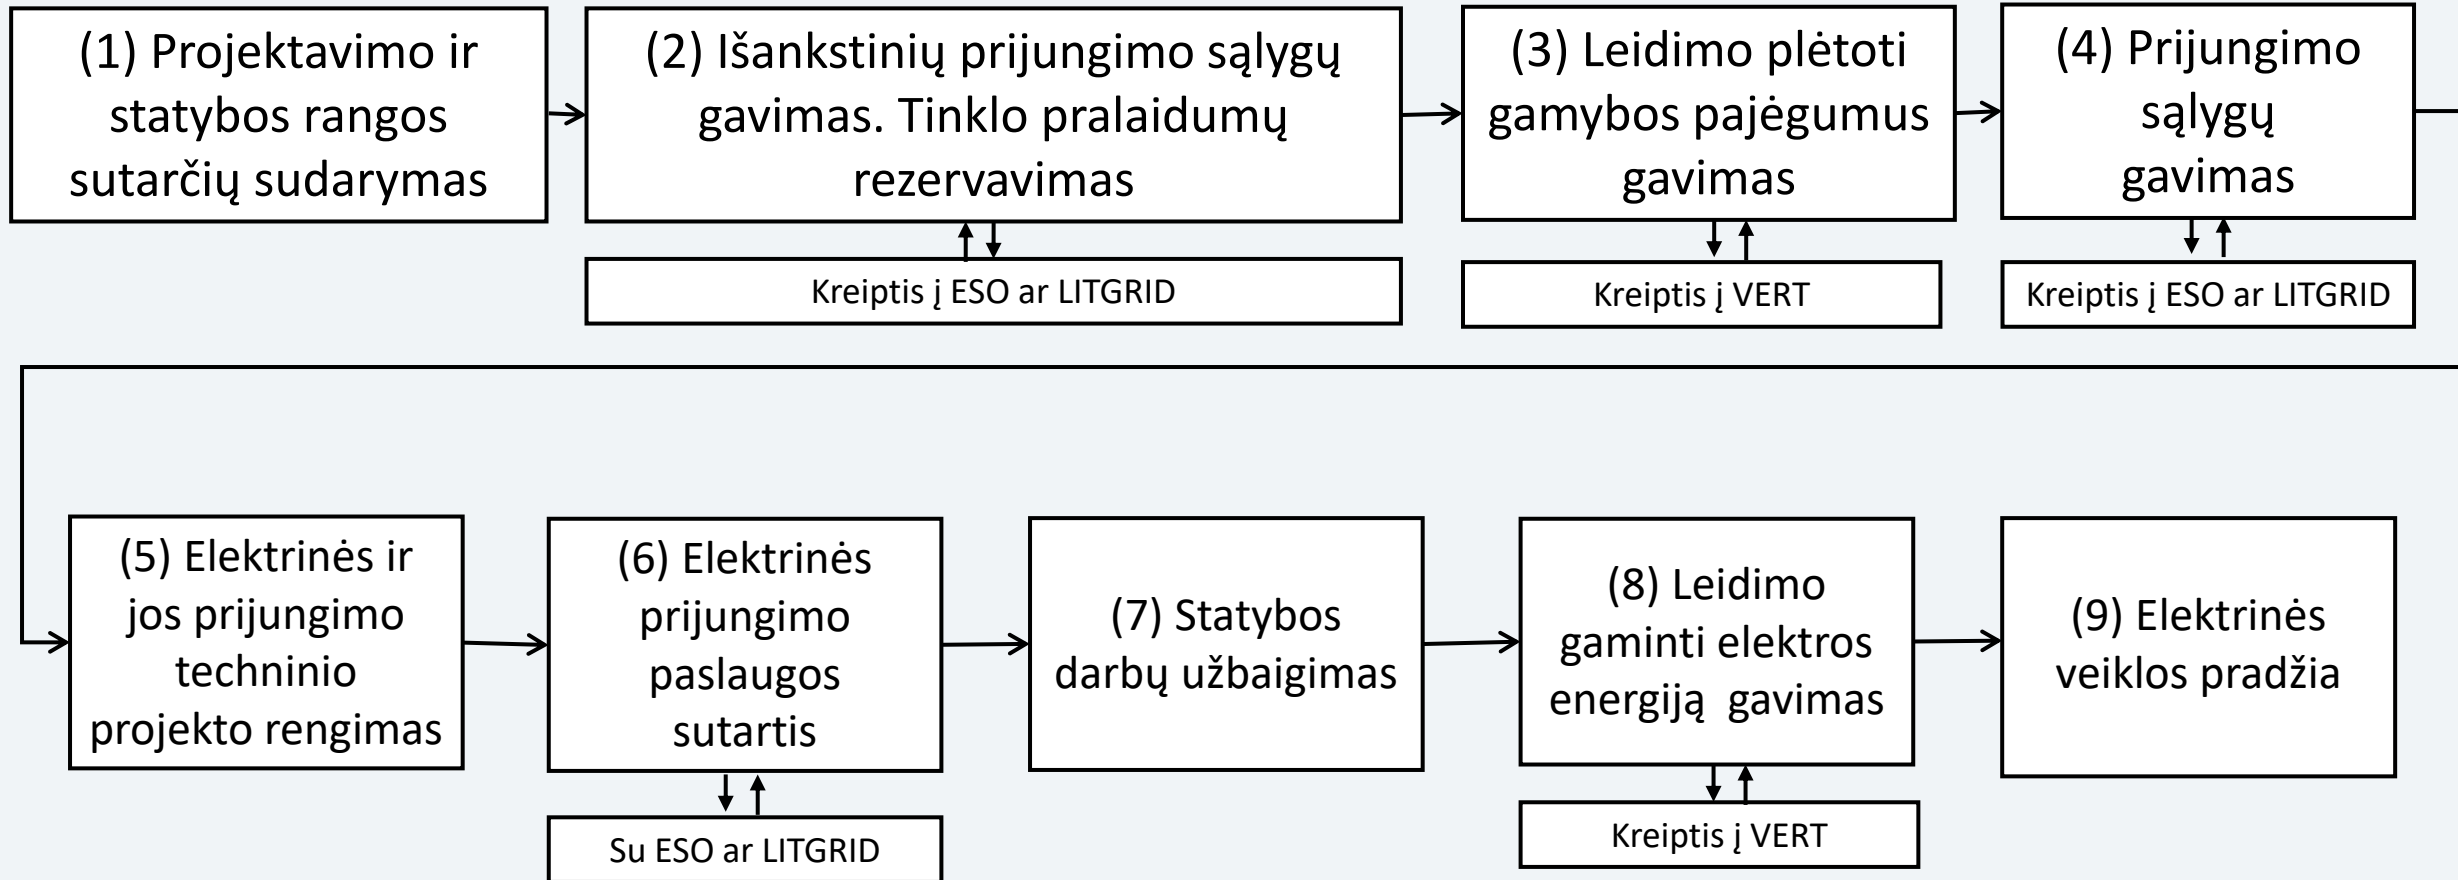 (1) Projektavimo ir
statybos rangos
sutarčių sudarymas
(2) Išankstinių prijungimo sąlygų
gavimas. Tinklo pralaidumų
rezervavimas
Kreiptis į ESO ar LITGRID
(3) Leidimo plėtoti
gamybos pajėgumus
gavimas
Kreiptis į VERT
(4) Prijungimo
sąlygų
gavimas
Kreiptis į ESO ar LITGRID
(5) Elektrinės ir
jos prijungimo
techninio
projekto rengimas
(6) Elektrinės
prijungimo
paslaugos
sutartis
Su ESO ar LITGRID
(7) Statybos
darbų užbaigimas
(8) Leidimo
gaminti elektros
energiją gavimas
Kreiptis į VERT
(9) Elektrinės
veiklos pradžia